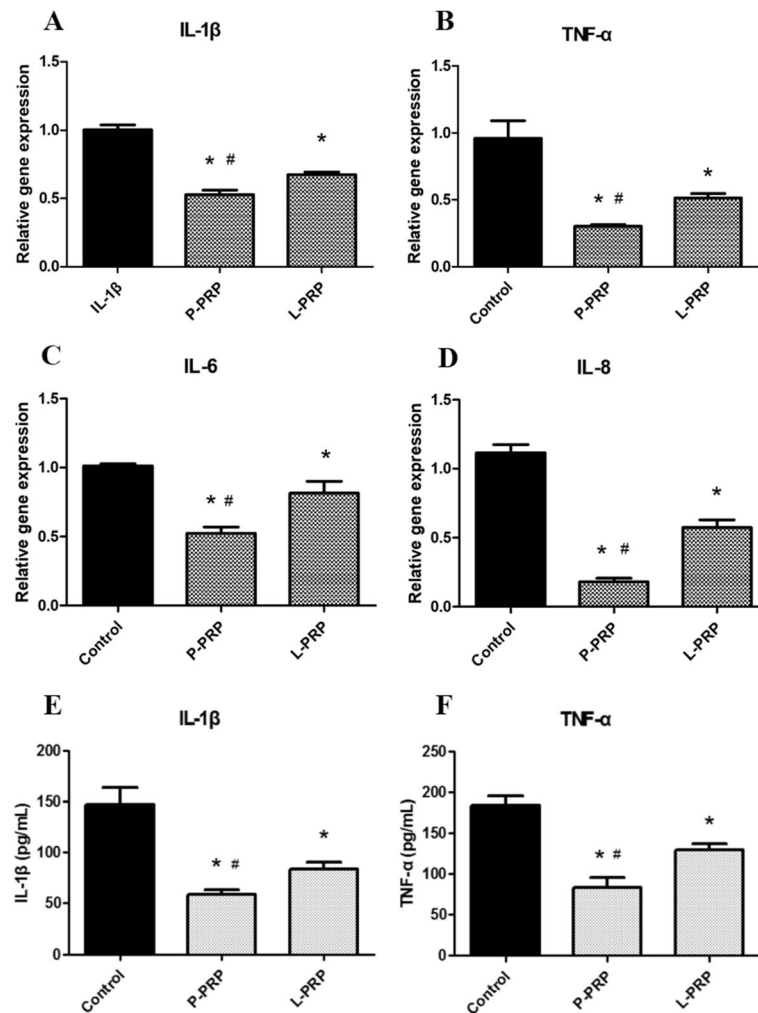 A
IL-1β
Relative gene expression
1.5
1.0
0.5
0.0
* #
*
IL-1β
P-PRP
L-PRP
B
TNF-α
Relative gene expression
1.5
1.0
0.5
0.0
* #
*
Control
P-PRP
L-PRP
C
IL-6
Relative gene expression
1.5
1.0
0.5
0.0
* #
*
Control
P-PRP
L-PRP
D
IL-8
Relative gene expression
1.5
1.0
0.5
0.0
* #
*
Control
P-PRP
L-PRP
E
IL-1β
IL-1β (pg/mL)
200
150
100
50
0
* #
*
Control
P-PRP
L-PRP
F
TNF-α
TNF-α (pg/mL)
250
200
150
100
50
0
* #
*
Control
P-PRP
L-PRP